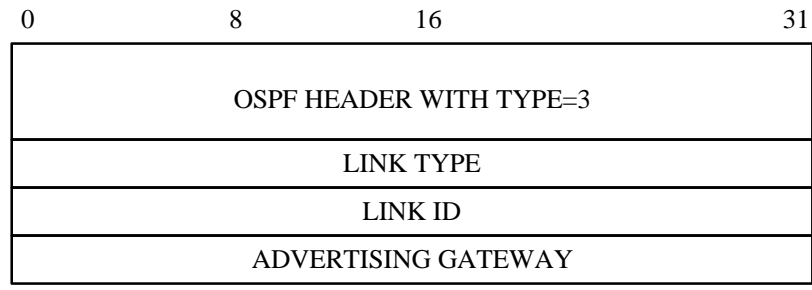 0 8 16 31
OSPF HEADER WITH TYPE=3
LINK TYPE
LINK ID
ADVERTISING GATEWAY